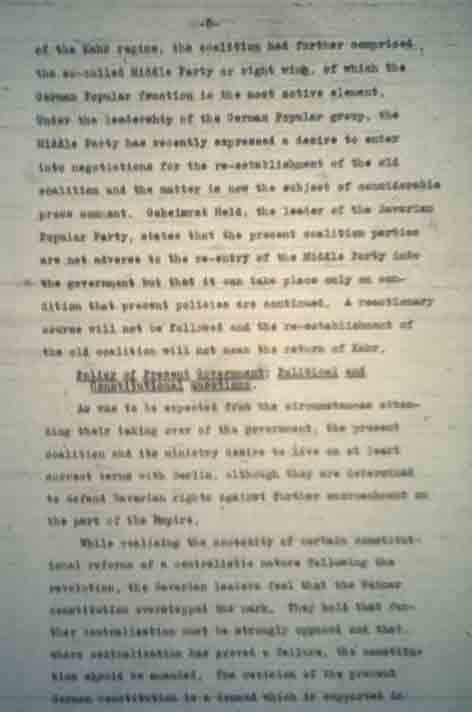 -6-
of the Kahr regime, the coalition had further comprised
the so-called Middle Party or right wing, of which the
German Popular fraction is the most active element.
Under the leadership of the German Popular group, the
Middle Party has recently expressed a desire to enter
into negotiations for the re-establishment of the old
coalition and the matter is now the subject of considerable
press comment. Geheimrat Held, the leader of the Bavarian
Popular Party, states that the present coalition parties
are not adverse to the re-entry of the Middle Party into
the government but that it can take place only on con-
dition that present policies are continued. A reactionary
course will not be followed and the re-establishment of
the old coalition will not mean the return of Kahr.
Policy of Present Government: Political and
Constitutional questions.
As was to be expected from the circumstances atten-
ding their taking over of the government, the present
coalition and its ministry desire to live on at least
correct terms with Berlin, although they are determined
to defend Bavarian rights against further encroachment on
the part of the Empire.
While realizing the necessity of certain constitut-
ional reforms of a centralistic nature following the
revolution, the Bavarian leaders feel that the Weimar
constitution overstepped the mark. They hold that fur-
ther centralization must be strongly opposed and that,
where centralization has proved a failure, the constitu-
tion should be amended. The revision of the present
German constitution is a demand which is supported in